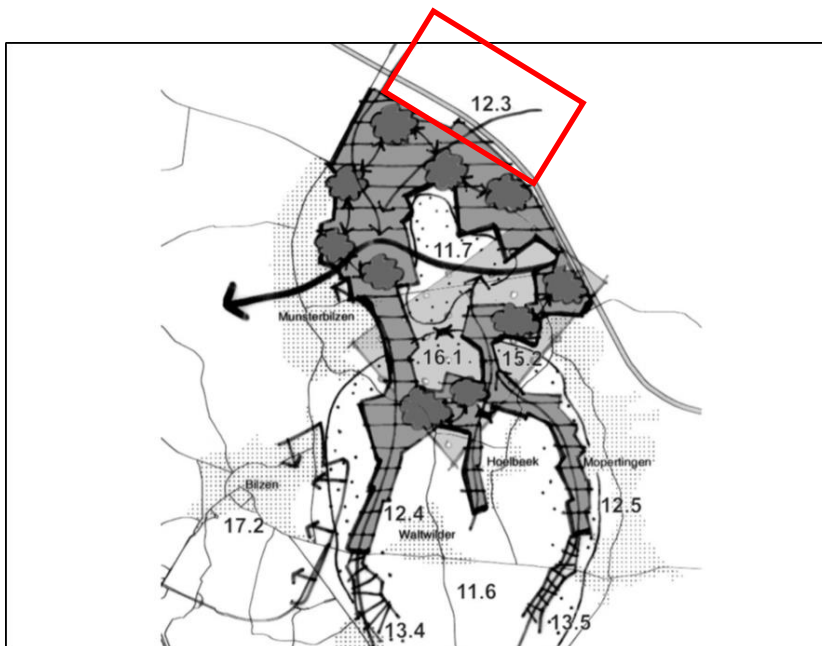 12.3
11.7
Munsterbilzen
16.1
15.2
Hoelbeek
Mopertingen
Bilzen
12.4
12.5
17.2
Waltwilder
11.6
13.4
13.5